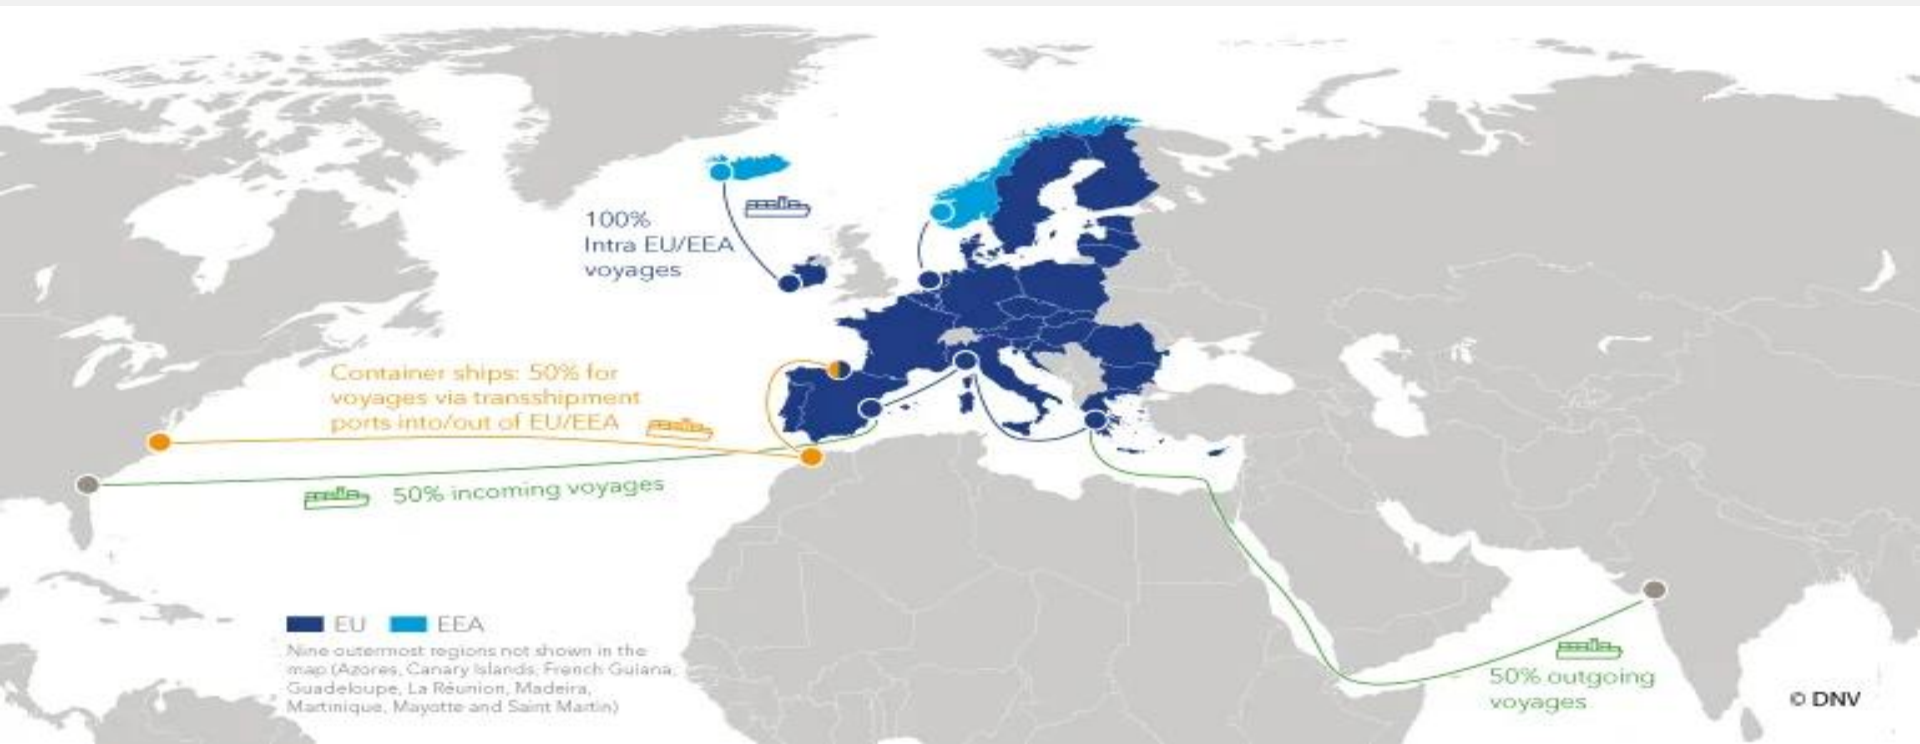 100%
Intra EU/EEA
voyages
Container ships: 50% for
voyages via transshipment
ports into/out of EU/EEA
50% incoming voyages
EU EEA
Nine outermost regions not shown in the
map (Azores, Canary Islands, French Guiana,
Guadeloupe, La Réunion, Madeira,
Martinique, Mayotte and Saint Martin)
50% outgoing
voyages
© DNV